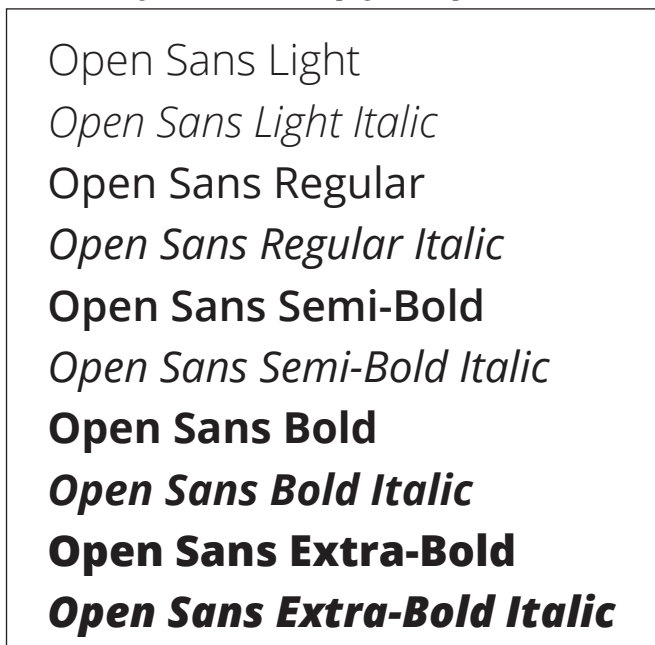 Open Sans Light
Open Sans Light Italic
Open Sans Regular
Open Sans Regular Italic
Open Sans Semi-Bold
Open Sans Semi-Bold Italic
Open Sans Bold
Open Sans Bold Italic
Open Sans Extra-Bold
Open Sans Extra-Bold Italic